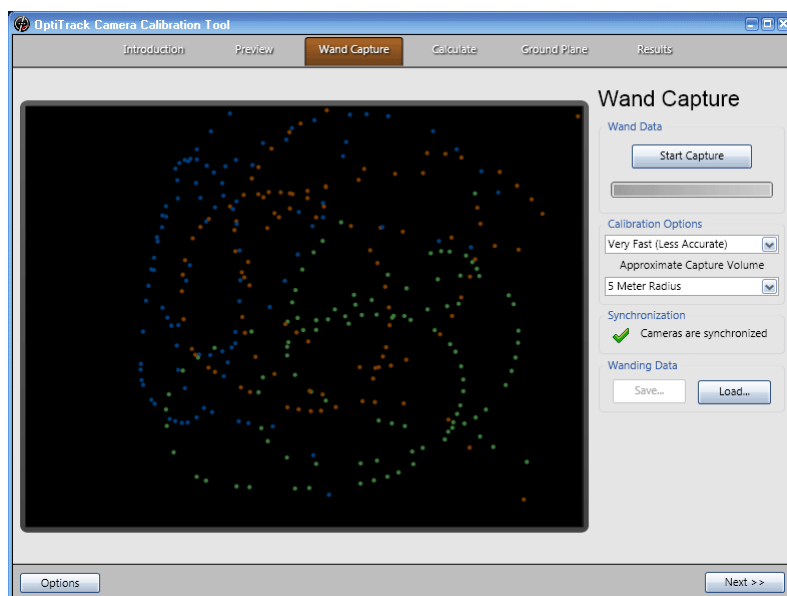 OptiTrack Camera Calibration Tool
Introduction
Preview
Wand Capture
Calculate
Ground Plane
Results
Wand Capture
Wand Data
Start Capture
Calibration Options
Very Fast (Less Accurate)
Approximate Capture Volume
5 Meter Radius
Synchronization
Cameras are synchronized
Wanding Data
Save...
Load...
Options
Next >>